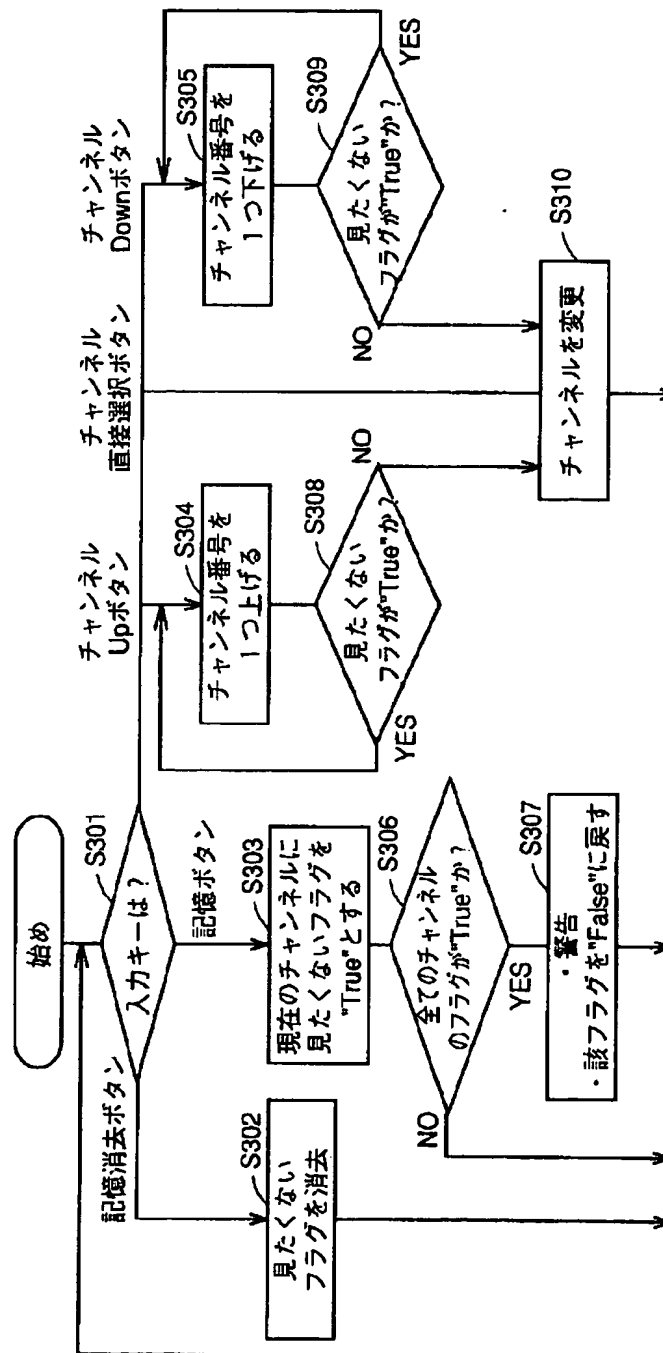 始め
S301
入力キーは?
記憶消去ボタン
記憶ボタン
チャンネル
Upボタン
チャンネル
直接選択ボタン
チャンネル
Downボタン
S302
見たくない
フラグを消去
S303
現在のチャンネルに
見たくないフラグを
"True"とする
S304
チャンネル番号を
1つ上げる
S305
チャンネル番号を
1つ下げる
S306
全てのチャンネル
のフラグが"True"か?
NO
YES
S307
・警告
・該フラグを"False"に戻す
S308
見たくない
フラグが"True"か?
YES
NO
S309
見たくない
フラグが"True"か?
NO
YES
S310
チャンネルを変更